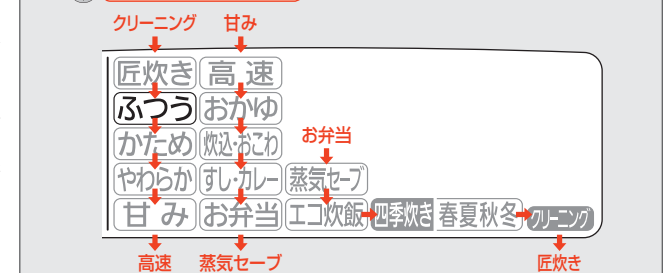 クリーニング 甘み
匠炊き 高速
ふつう おかゆ
かため 炊込・おこわ お弁当
やわらか すし・カレー 蒸気セーブ
甘み お弁当 エコ炊飯 四季炊き 春夏秋冬 クリーニング
高速 蒸気セーブ 匠炊き